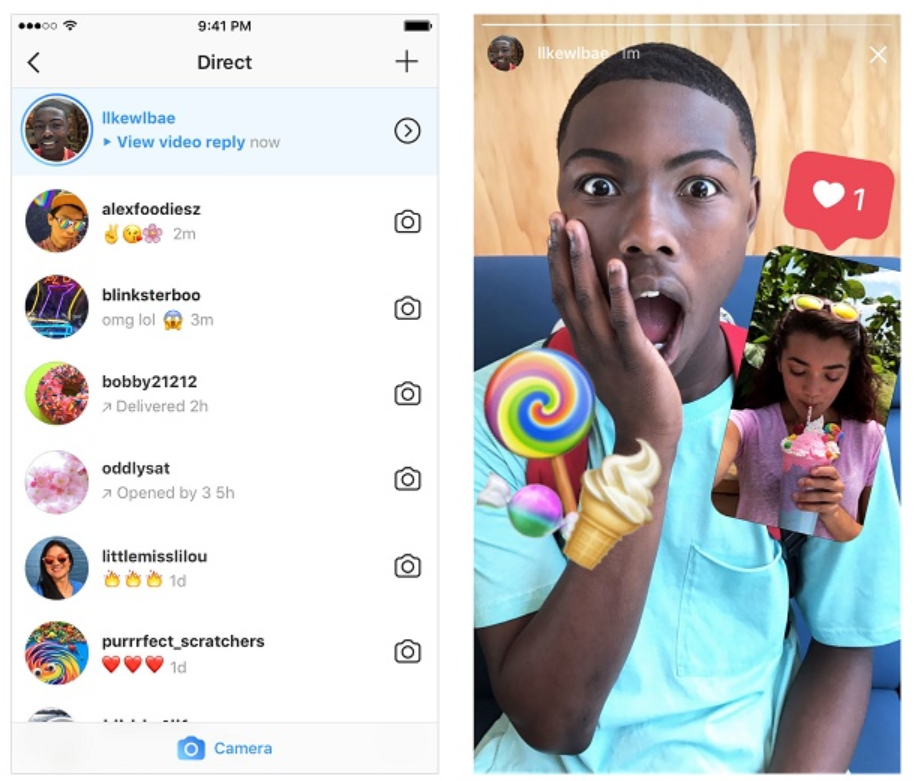 9:41 PM
Direct
llkewlbae
View video reply now
alexfoodiesz
2m
blinksterboo
omg lol 😱 3m
bobby21212
Delivered 2h
oddlysat
Opened by 3 5h
littlemisslilou
🔥🔥🔥 1d
purrrfect_scratchers
❤️❤️❤️ 1d
Camera
llkewlbae 1m
1